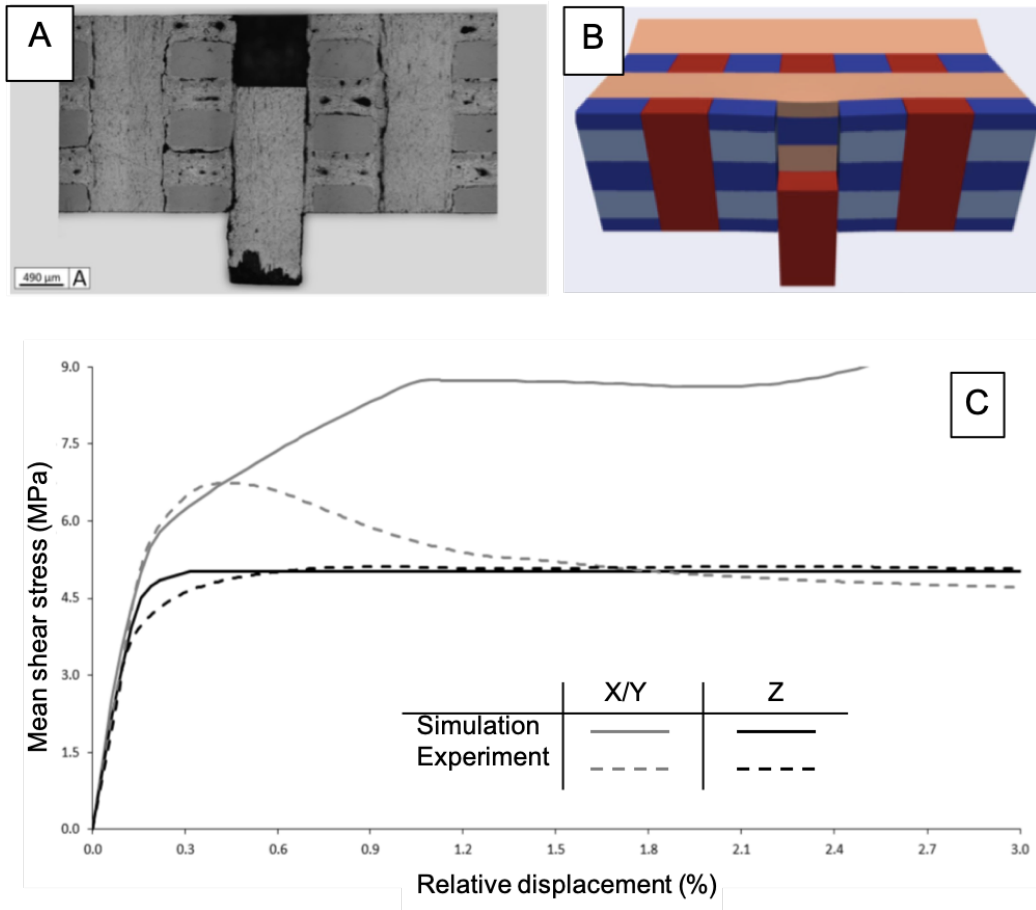 A
B
490 µm A
C
9.0
7.5
6.0
4.5
3.0
1.5
0.0
Mean shear stress (MPa)
X/Y Z
Simulation
Experiment
0.0 0.3 0.6 0.9 1.2 1.5 1.8 2.1 2.4 2.7 3.0
Relative displacement (%)